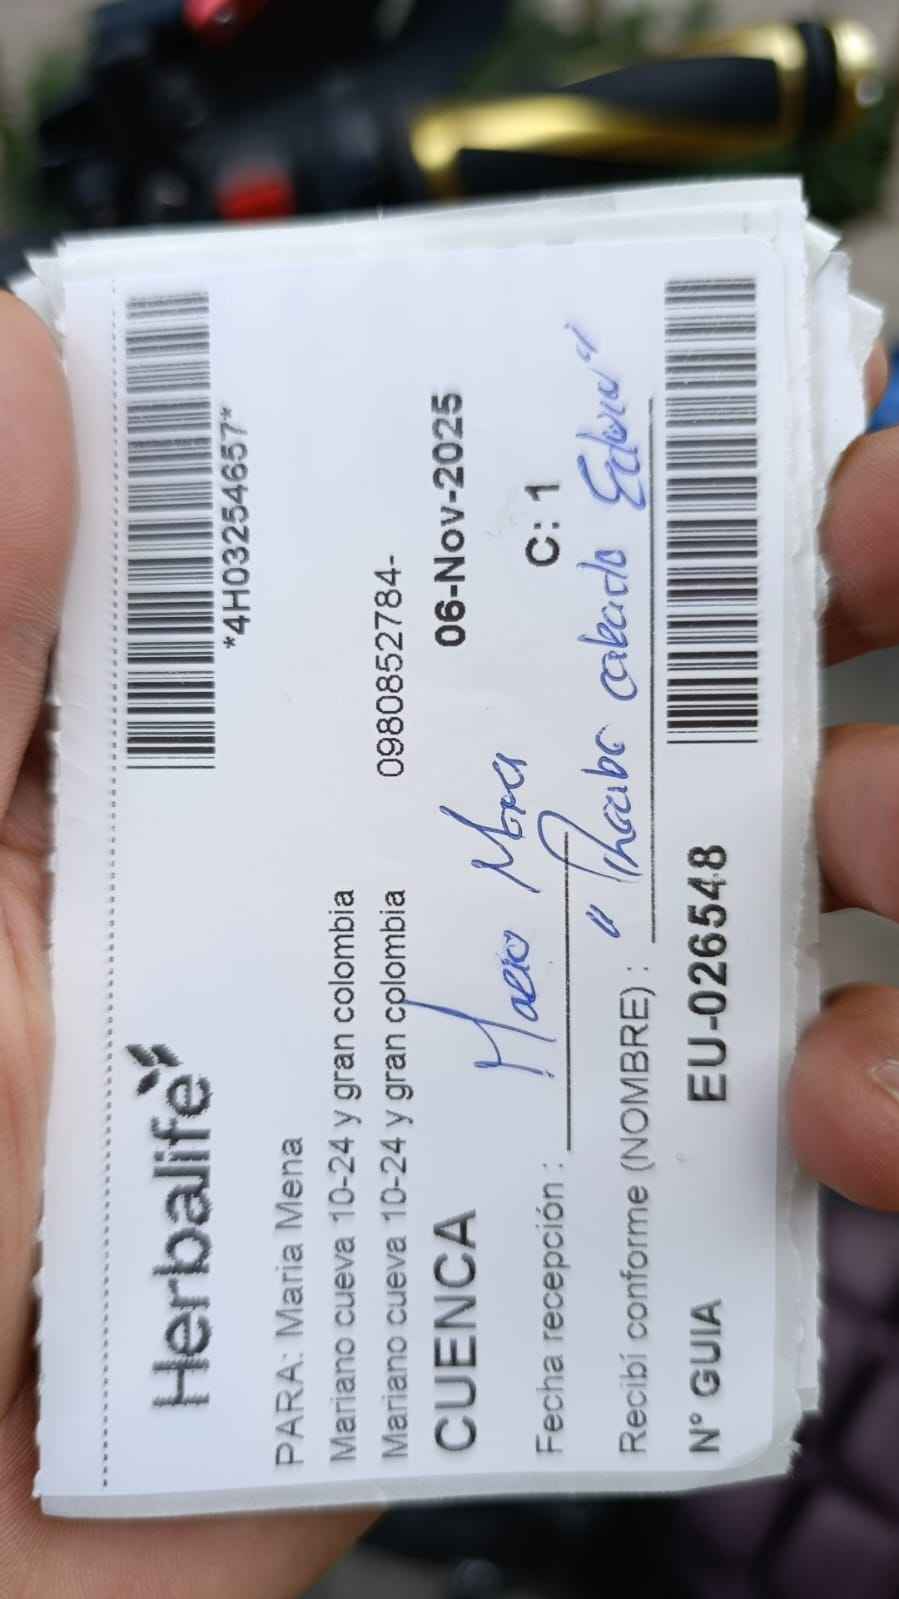 Herbalife
*4H03254657*
PARA: Maria Mena
Mariano cueva 10-24 y gran colombia
Mariano cueva 10-24 y gran colombia 0980852784-
CUENCA 06-Nov-2025
Fecha recepción : C: 1
Recibí conforme (NOMBRE) :
N° GUIA EU-026548